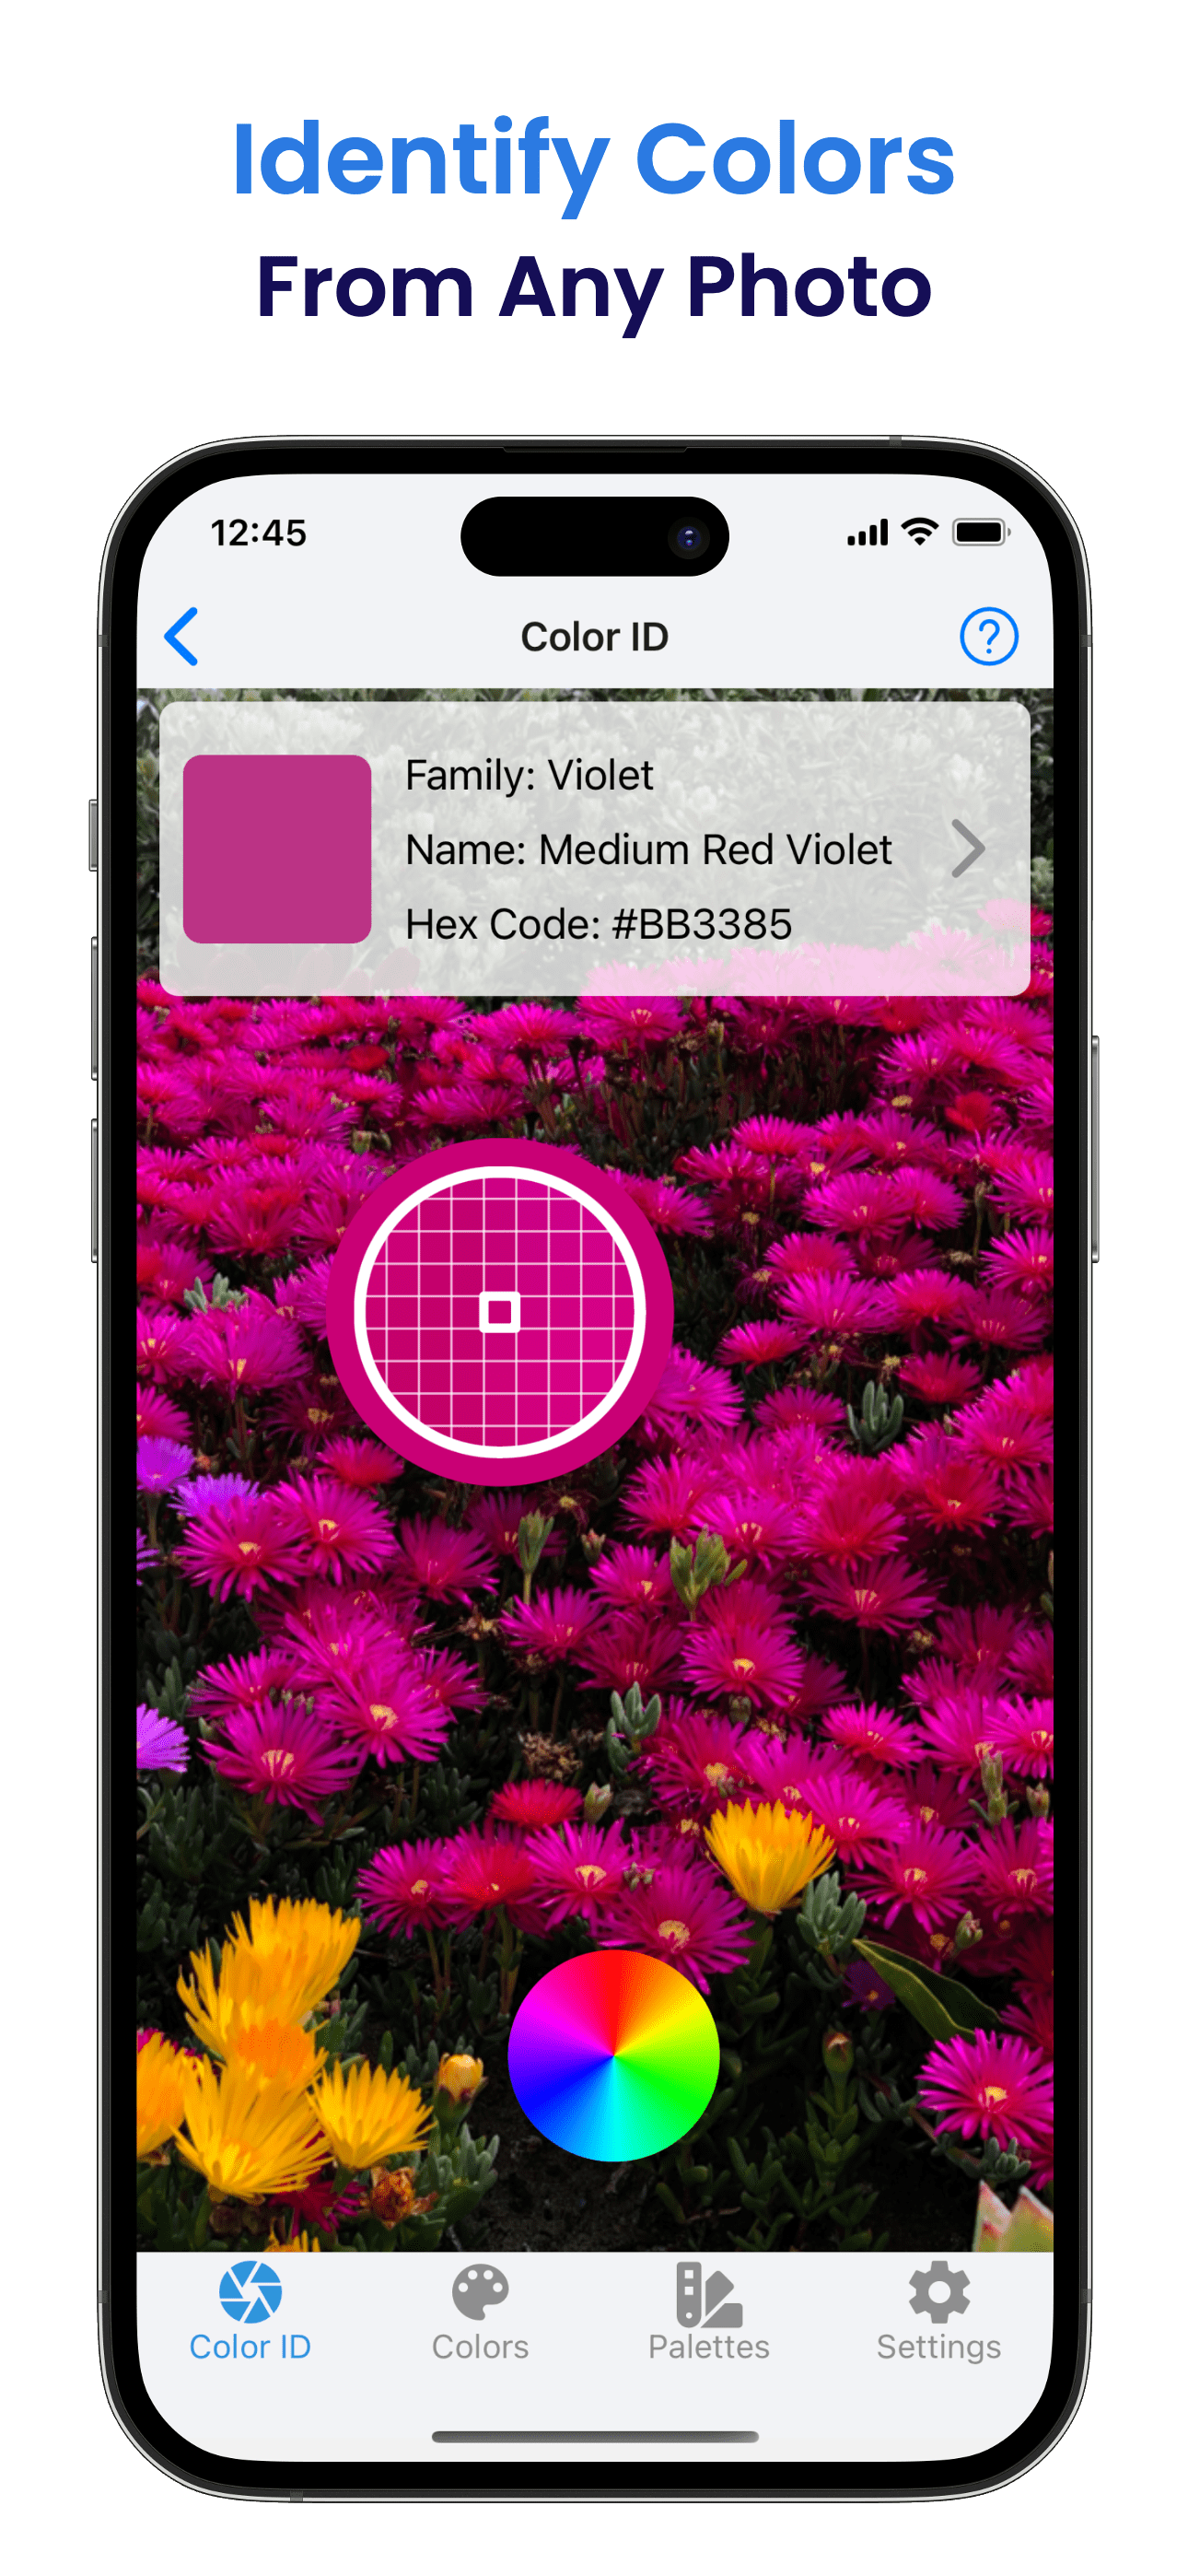 Identify Colors
From Any Photo
12:45
Color ID
?
Family: Violet
Name: Medium Red Violet
Hex Code: #BB3385
Color ID
Colors
Palettes
Settings